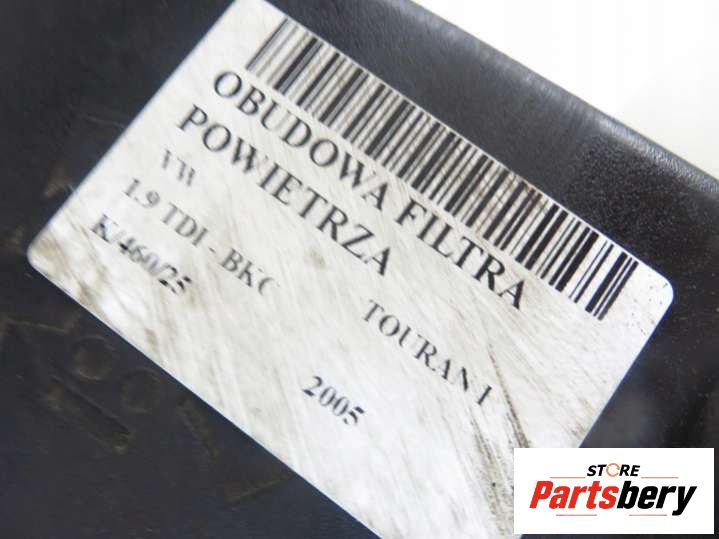 OBUDOWA FILTRA
POWIETRZA
VW TOURAN I
1.9 TDI - BKC 2005
K/460/25
STORE
Partsbery